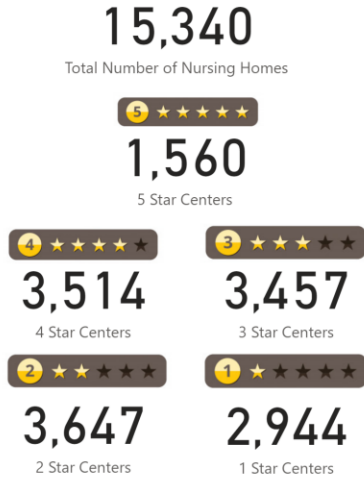 15,340
Total Number of Nursing Homes
5
1,560
5 Star Centers
4
3,514
4 Star Centers
3
3,457
3 Star Centers
2
3,647
2 Star Centers
1
2,944
1 Star Centers